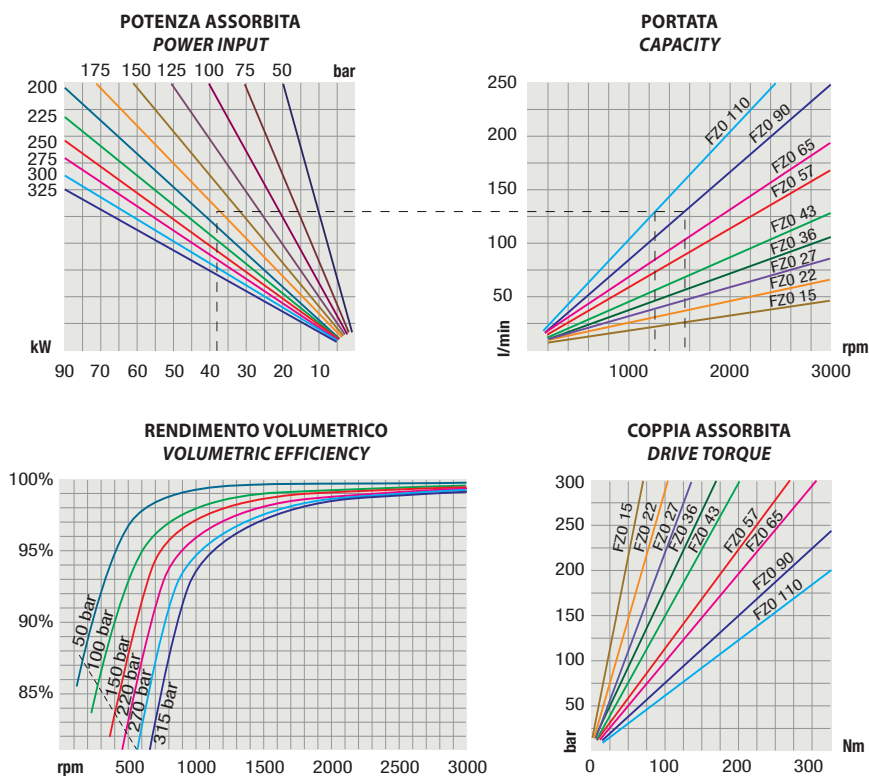 POTENZA ASSORBITA
POWER INPUT
175 150 125 100 75 50 bar
200
225
250
275
300
325
kW
90 70 60 50 40 30 20 10
PORTATA
CAPACITY
250
200
150
100
50
l/min
FZ0 110
FZ0 90
FZ0 65
FZ0 57
FZ0 43
FZ0 36
FZ0 27
FZ0 22
FZ0 15
1000 2000 3000 rpm
RENDIMENTO VOLUMETRICO
VOLUMETRIC EFFICIENCY
100%
95%
90%
85%
50 bar
100 bar
150 bar
220 bar
270 bar
315 bar
rpm 500 1000 1500 2000 3000
COPPIA ASSORBITA
DRIVE TORQUE
300
250
200
150
100
50
bar
FZ0 15
FZ0 22
FZ0 27
FZ0 36
FZ0 43
FZ0 57
FZ0 65
FZ0 90
FZ0 110
0 100 200 300 Nm